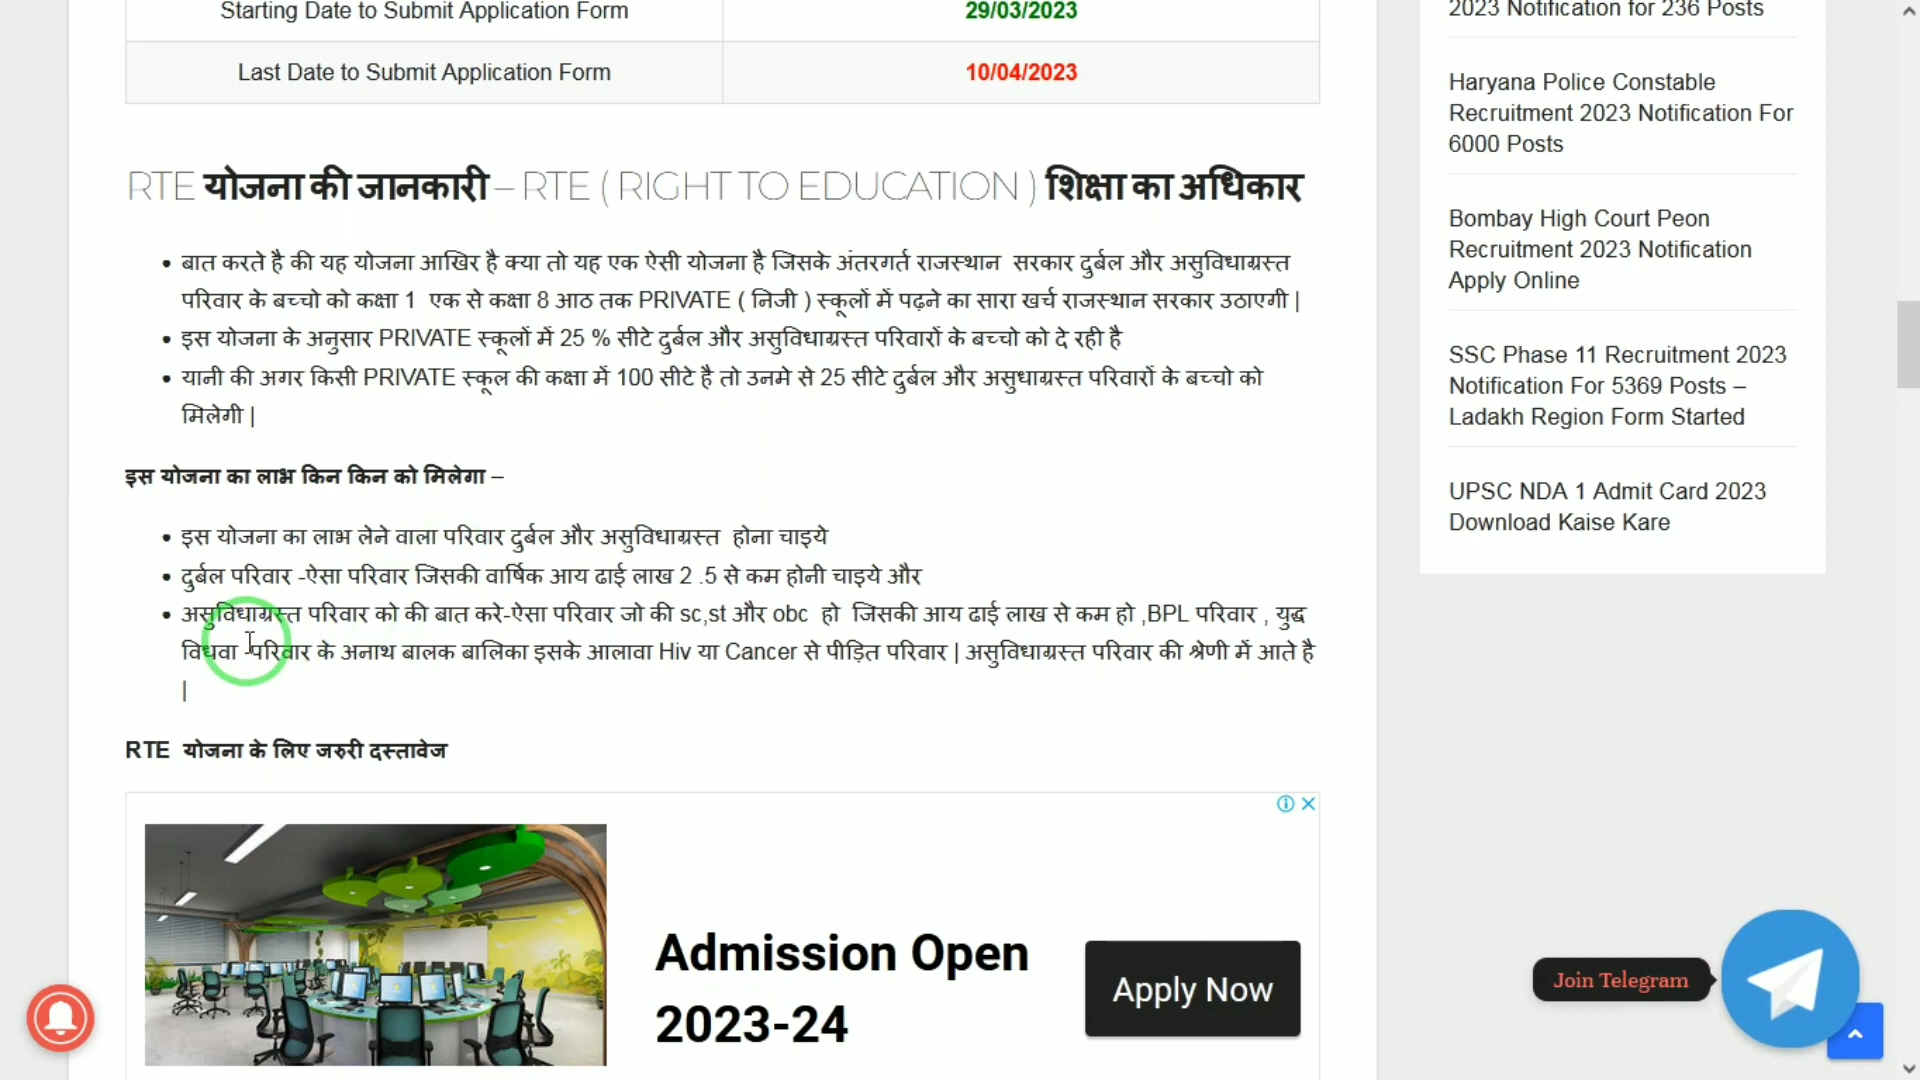 Starting Date to Submit Application Form 29/03/2023
Last Date to Submit Application Form 10/04/2023
RTE योजना की जानकारी – RTE ( RIGHT TO EDUCATION ) शिक्षा का अधिकार
• बात करते है की यह योजना आखिर है क्या तो यह एक ऐसी योजना है जिसके अंतरगर्त राजस्थान सरकार दुर्बल और असुविधाग्रस्त
परिवार के बच्चो को कक्षा 1 एक से कक्षा 8 आठ तक PRIVATE ( निजी ) स्कूलों में पढ़ने का सारा खर्च राजस्थान सरकार उठाएगी |
• इस योजना के अनुसार PRIVATE स्कूलों में 25 % सीटे दुर्बल और असुविधाग्रस्त परिवारों के बच्चो को दे रही है
• यानी की अगर किसी PRIVATE स्कूल की कक्षा में 100 सीटे है तो उनमे से 25 सीटे दुर्बल और असुधाग्रस्त परिवारों के बच्चो को
मिलेगी |
इस योजना का लाभ किन किन को मिलेगा –
• इस योजना का लाभ लेने वाला परिवार दुर्बल और असुविधाग्रस्त होना चाइये
• दुर्बल परिवार -ऐसा परिवार जिसकी वार्षिक आय ढाई लाख 2 .5 से कम होनी चाइये और
• असुविधाग्रस्त परिवार को की बात करे-ऐसा परिवार जो की sc,st और obc हो जिसकी आय ढाई लाख से कम हो ,BPL परिवार , युद्ध
विधवा परिवार के अनाथ बालक बालिका इसके आलावा Hiv या Cancer से पीड़ित परिवार | असुविधाग्रस्त परिवार की श्रेणी में आते है
|
RTE योजना के लिए जरुरी दस्तावेज
Admission Open
2023-24
Apply Now
2023 Notification for 236 Posts
Haryana Police Constable
Recruitment 2023 Notification For
6000 Posts
Bombay High Court Peon
Recruitment 2023 Notification
Apply Online
SSC Phase 11 Recruitment 2023
Notification For 5369 Posts –
Ladakh Region Form Started
UPSC NDA 1 Admit Card 2023
Download Kaise Kare
Join Telegram